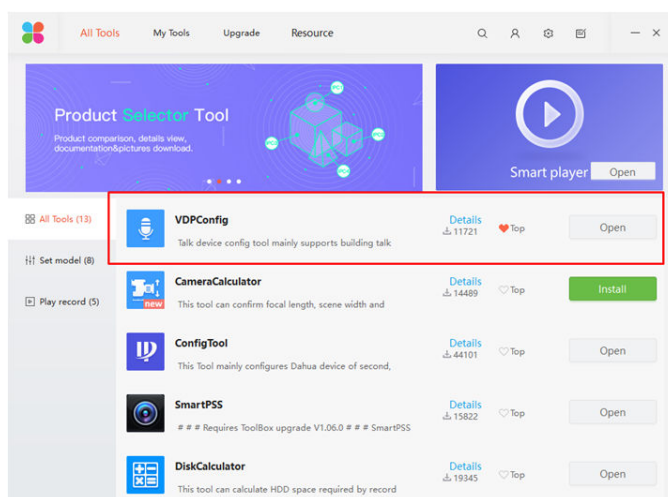 All Tools
My Tools
Upgrade
Resource
Product Selector Tool
Product comparison, details view,
documentation&pictures download.
IPC1
IPC2
IPC3
IPC4
Smart player
Open
All Tools (13)
Set model (8)
Play record (5)
VDPConfig
Talk device config tool mainly supports building talk
Details
11721
Top
Open
new
CameraCalculator
This tool can confirm focal length, scene width and
Details
14489
Top
Install
ConfigTool
This Tool mainly configures Dahua device of second,
Details
44101
Top
Open
SmartPSS
# # # Requires ToolBox upgrade V1.06.0 # # # SmartPSS
Details
15822
Top
Open
DiskCalculator
This tool can calculate HDD space required by record
Details
19345
Top
Open